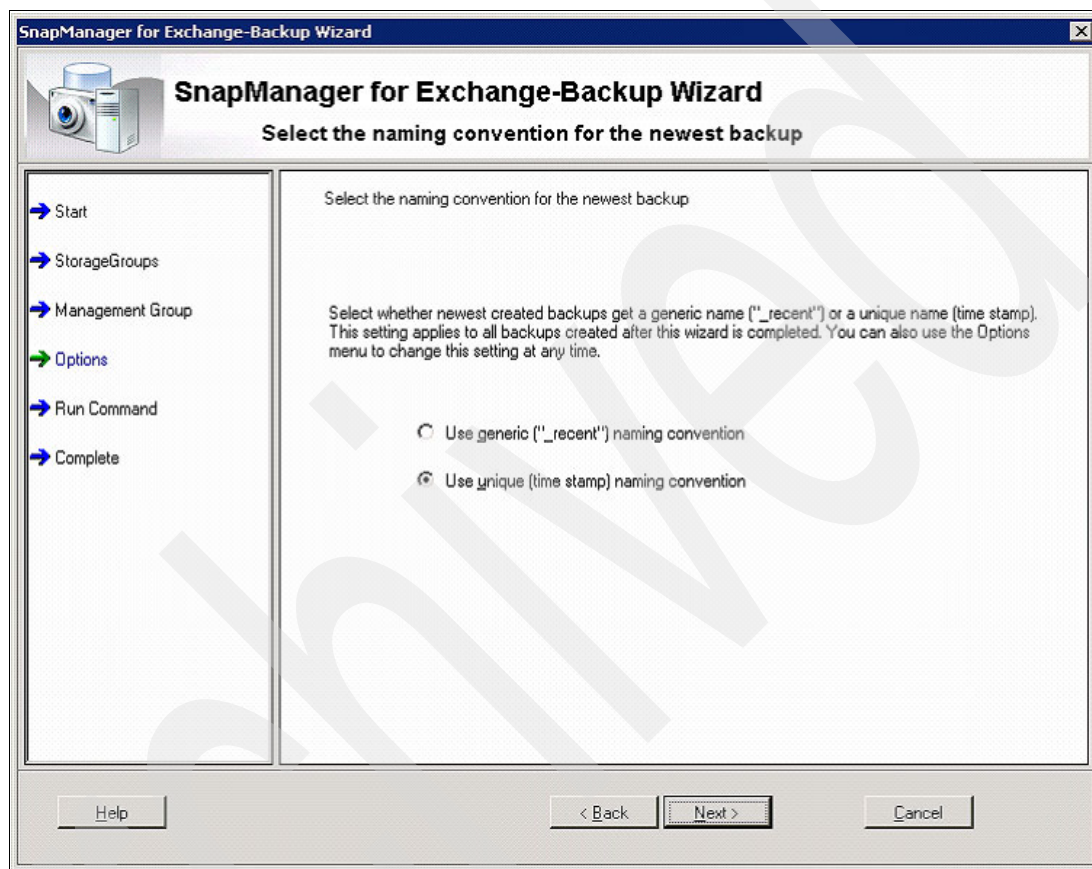 SnapManager for Exchange-Backup Wizard
SnapManager for Exchange-Backup Wizard
Select the naming convention for the newest backup
Start
StorageGroups
Management Group
Options
Run Command
Complete
Select the naming convention for the newest backup
Select whether newest created backups get a generic name ("_recent") or a unique name (time stamp).
This setting applies to all backups created after this wizard is completed. You can also use the Options
menu to change this setting at any time.
Use generic ("_recent") naming convention
Use unique (time stamp) naming convention
Help
< Back
Next >
Cancel
hived